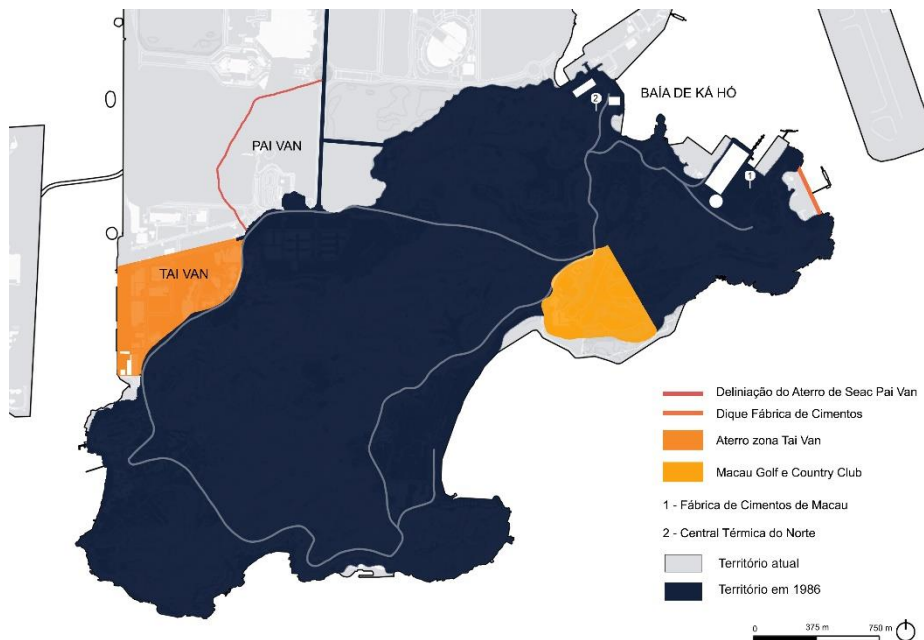 BAÍA DE KÁ HÓ
2
PAI VAN
1
TAI VAN
Deliniação do Aterro de Seac Pai Van
Dique Fábrica de Cimentos
Aterro zona Tai Van
Macau Golf e Country Club
1 - Fábrica de Cimentos de Macau
2 - Central Térmica do Norte
Território atual
Território em 1986
0 375 m 750 m